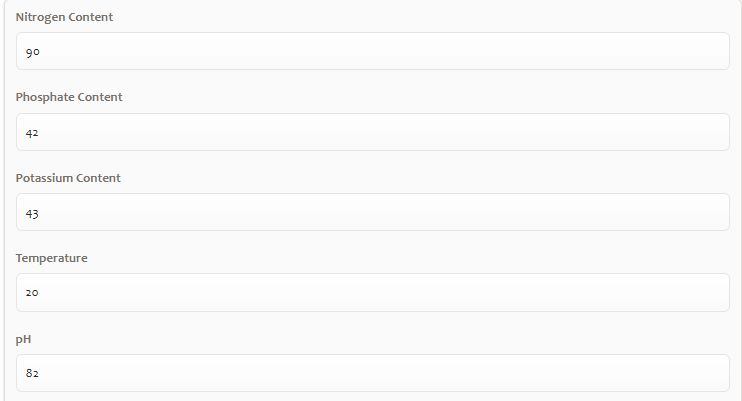 Nitrogen Content
90
Phosphate Content
42
Potassium Content
43
Temperature
20
pH
82